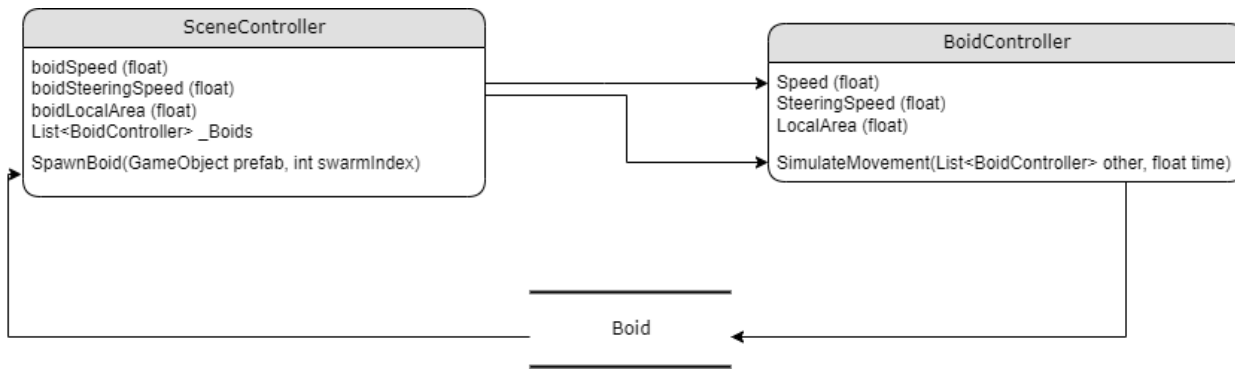 SceneController
boidSpeed (float)
boidSteeringSpeed (float)
boidLocalArea (float)
List<BoidController> _Boids
SpawnBoid(GameObject prefab, int swarmIndex)
BoidController
Speed (float)
SteeringSpeed (float)
LocalArea (float)
SimulateMovement(List<BoidController> other, float time)
Boid